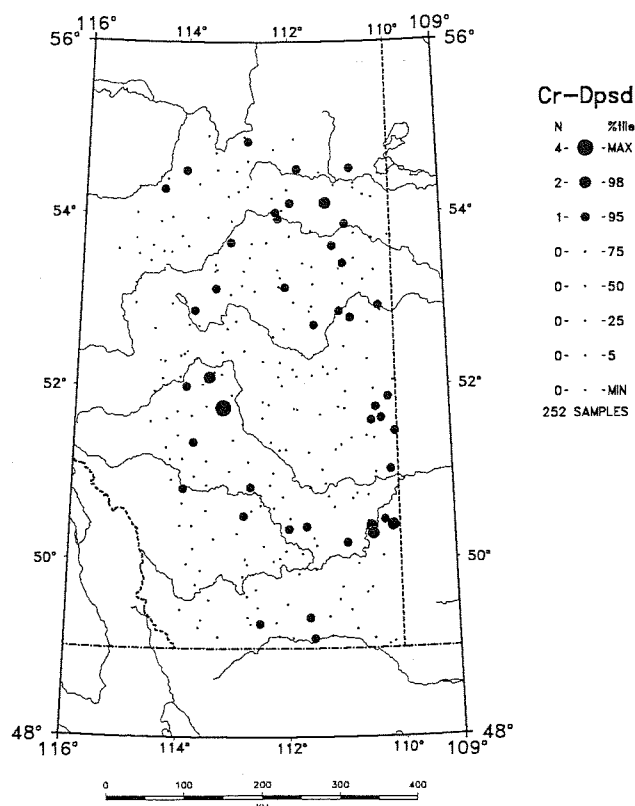 116° 114° 112° 110° 109°
56° 56°
Cr-Dpsd
N %tile
4- -MAX
2- -98
1- -95
54° 54°
0- -75
0- -50
0- -25
0- -5
0- -MIN
252 SAMPLES
52° 52°
50° 50°
48° 48°
116° 114° 112° 110° 109°
0 100 200 300 400